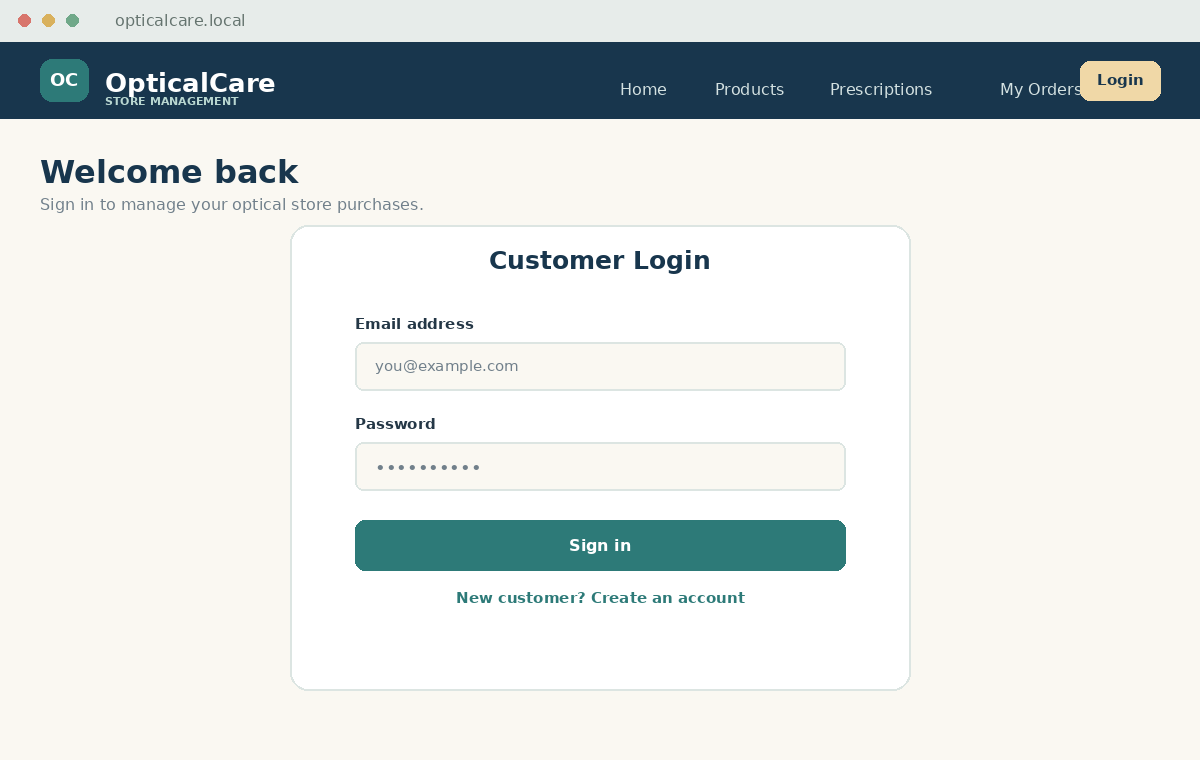 opticalcare.local
OC
OpticalCare
STORE MANAGEMENT
Home
Products
Prescriptions
My Orders
Login
Welcome back
Sign in to manage your optical store purchases.
Customer Login
Email address
you@example.com
Password
••••••••••
Sign in
New customer? Create an account